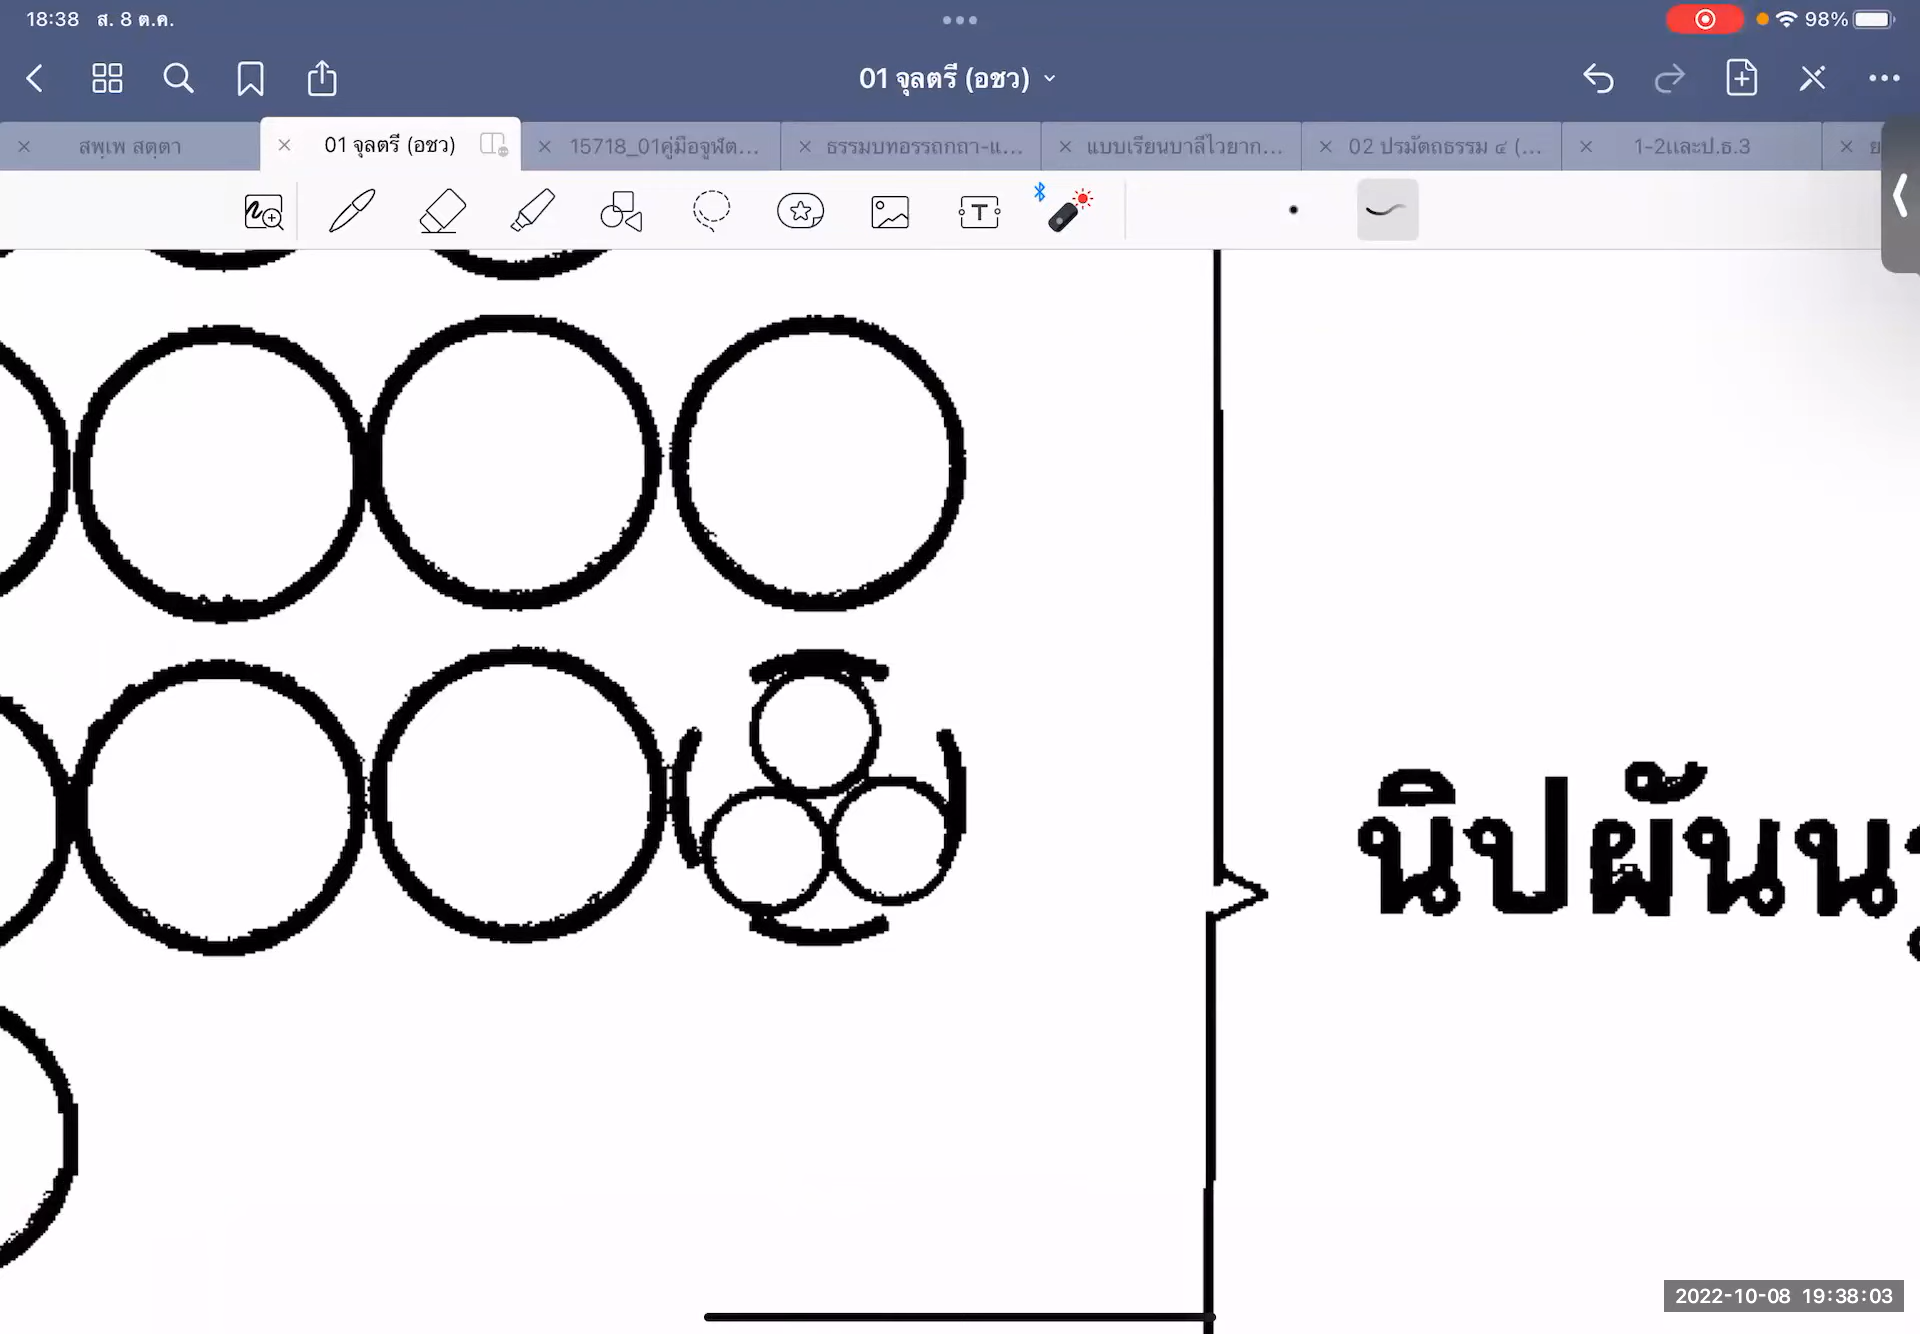 18:38 ส. 8 ต.ค.
98%
01 จุลตรี (อชว)
สพฺเพ สตฺตา
01 จุลตรี (อชว)
15718_01คู่มือจูฬต...
ธรรมบทอรรถกถา-แ...
แบบเรียนบาลีไวยาก...
02 ปรมัตถธรรม ๔ (...
1-2และป.ธ.3
ย
T
นิปผันน
2022-10-08 19:38:03